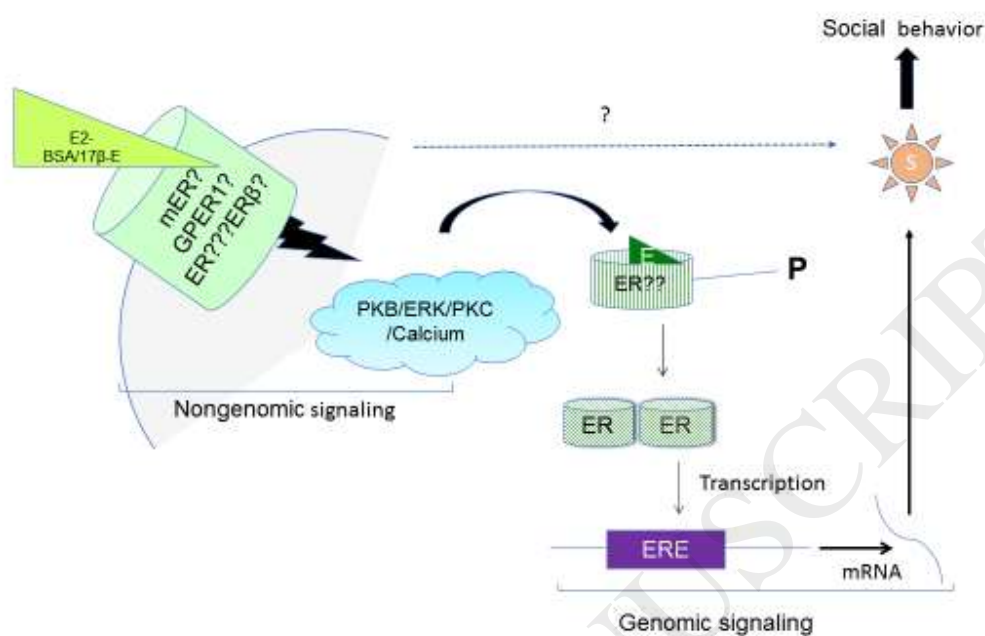 Social behavior
?
E2-
BSA/17β-E
S
mER?
GPER1?
ER???ERβ?
E
ER??
P
PKB/ERK/PKC
/Calcium
Nongenomic signaling
ER
ER
Transcription
ERE
mRNA
Genomic signaling
USCRIPT